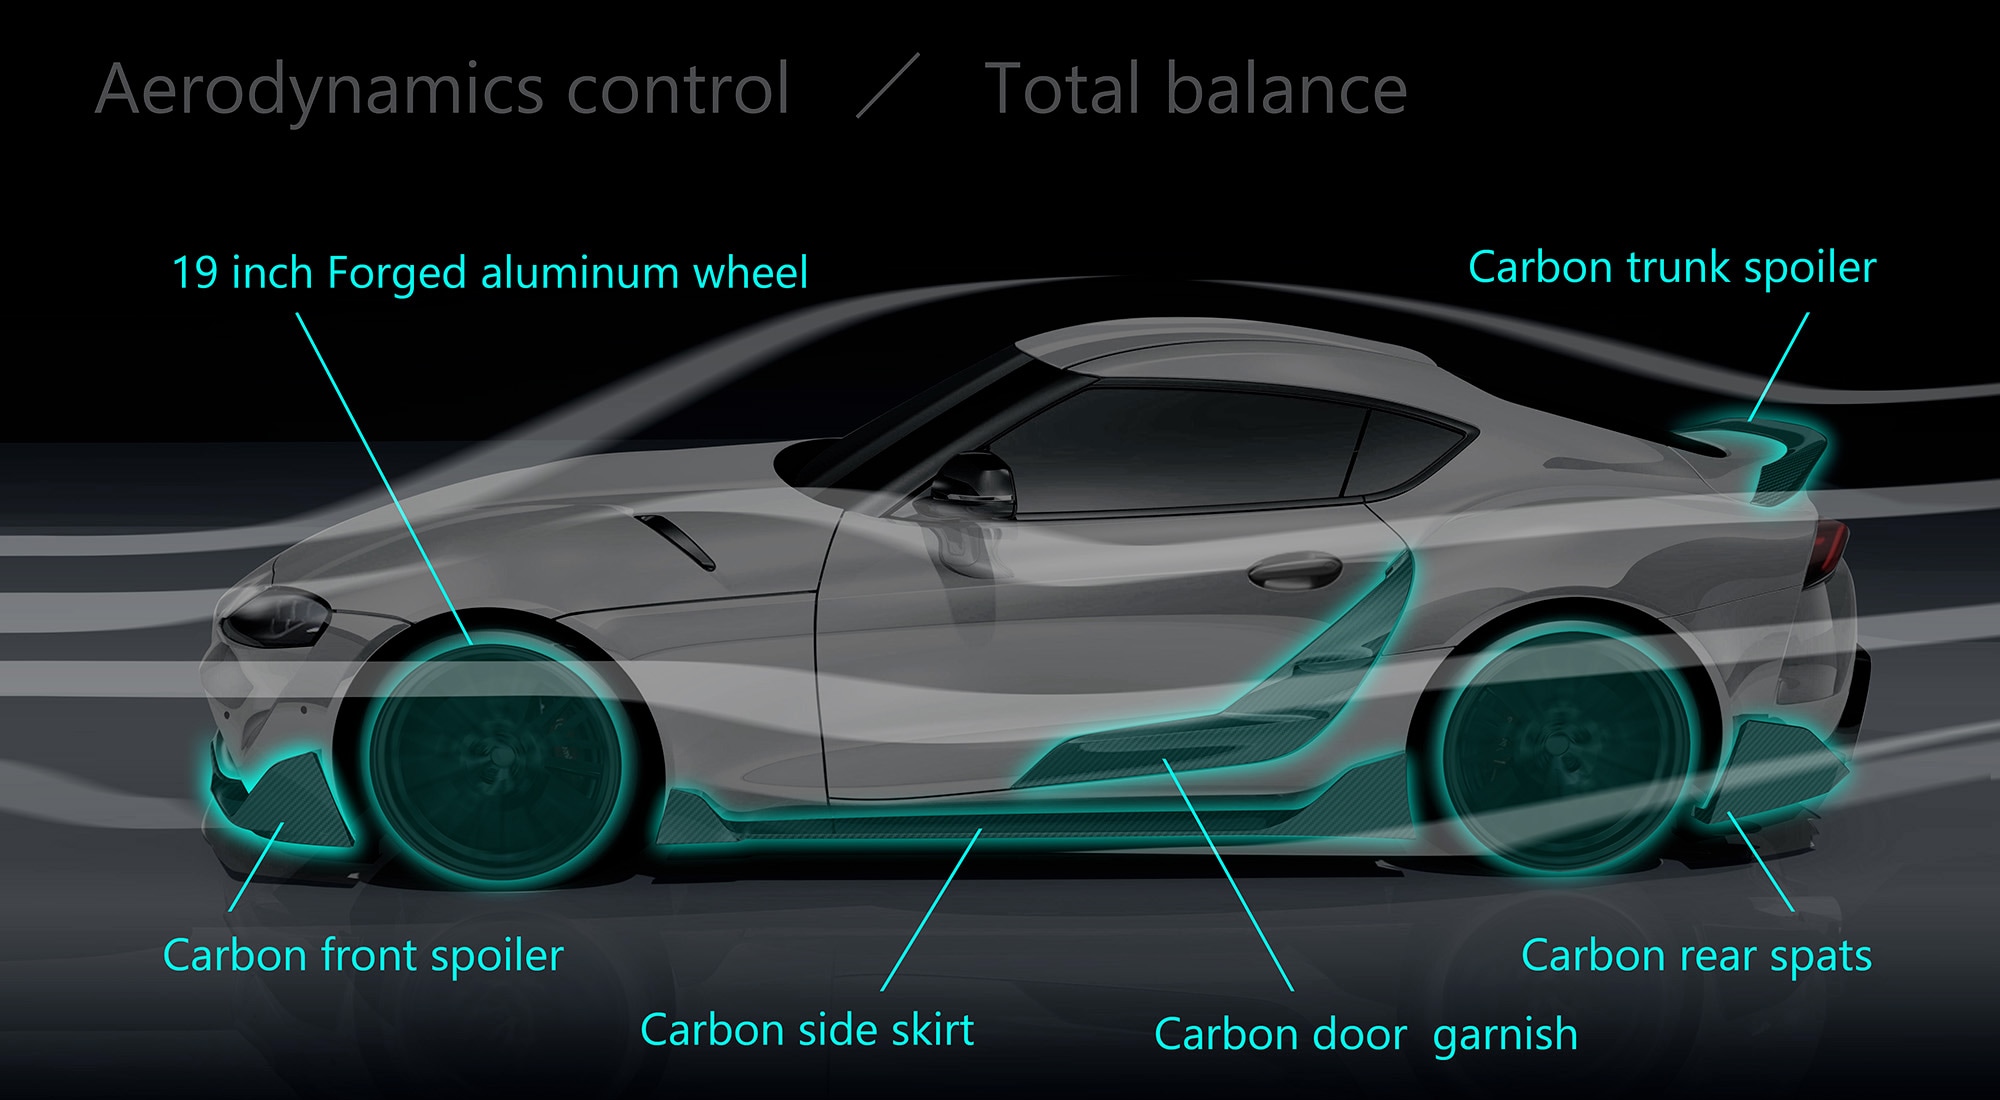 Aerodynamics control ／ Total balance
19 inch Forged aluminum wheel
Carbon trunk spoiler
Carbon front spoiler
Carbon rear spats
Carbon side skirt
Carbon door garnish